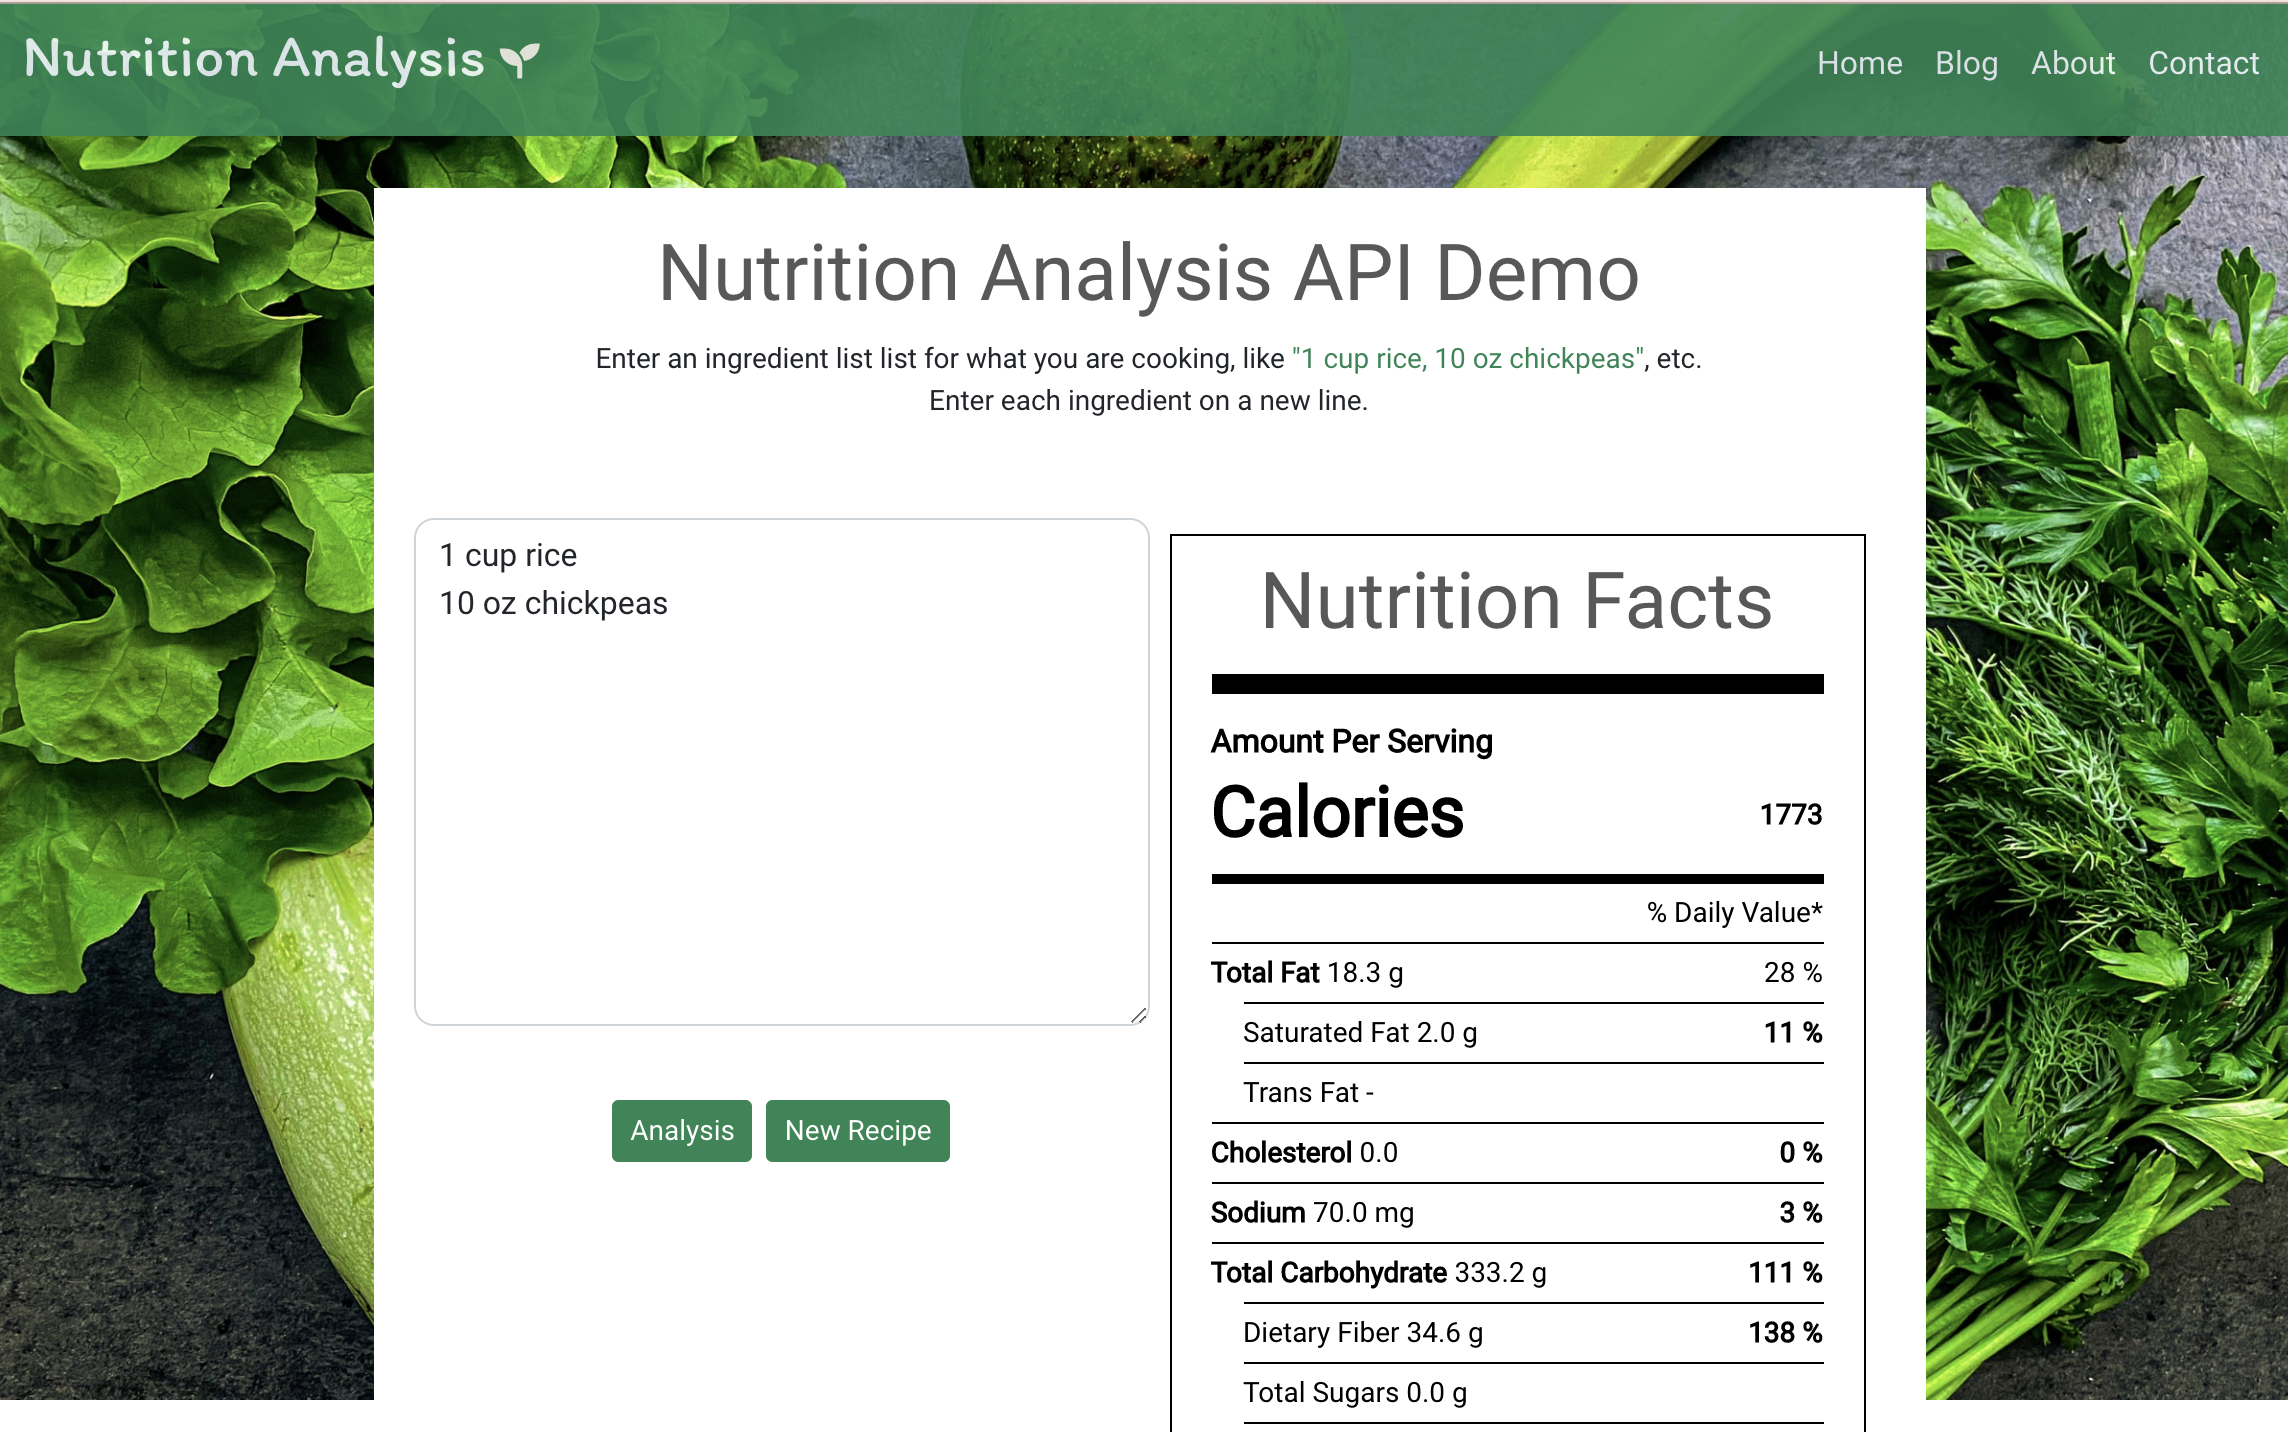 Nutrition Analysis
Home Blog About Contact
Nutrition Analysis API Demo
Enter an ingredient list list for what you are cooking, like "1 cup rice, 10 oz chickpeas", etc.
Enter each ingredient on a new line.
1 cup rice
10 oz chickpeas
Analysis
New Recipe
Nutrition Facts
Amount Per Serving
Calories 1773
% Daily Value*
Total Fat 18.3 g 28 %
Saturated Fat 2.0 g 11 %
Trans Fat -
Cholesterol 0.0 0 %
Sodium 70.0 mg 3 %
Total Carbohydrate 333.2 g 111 %
Dietary Fiber 34.6 g 138 %
Total Sugars 0.0 g